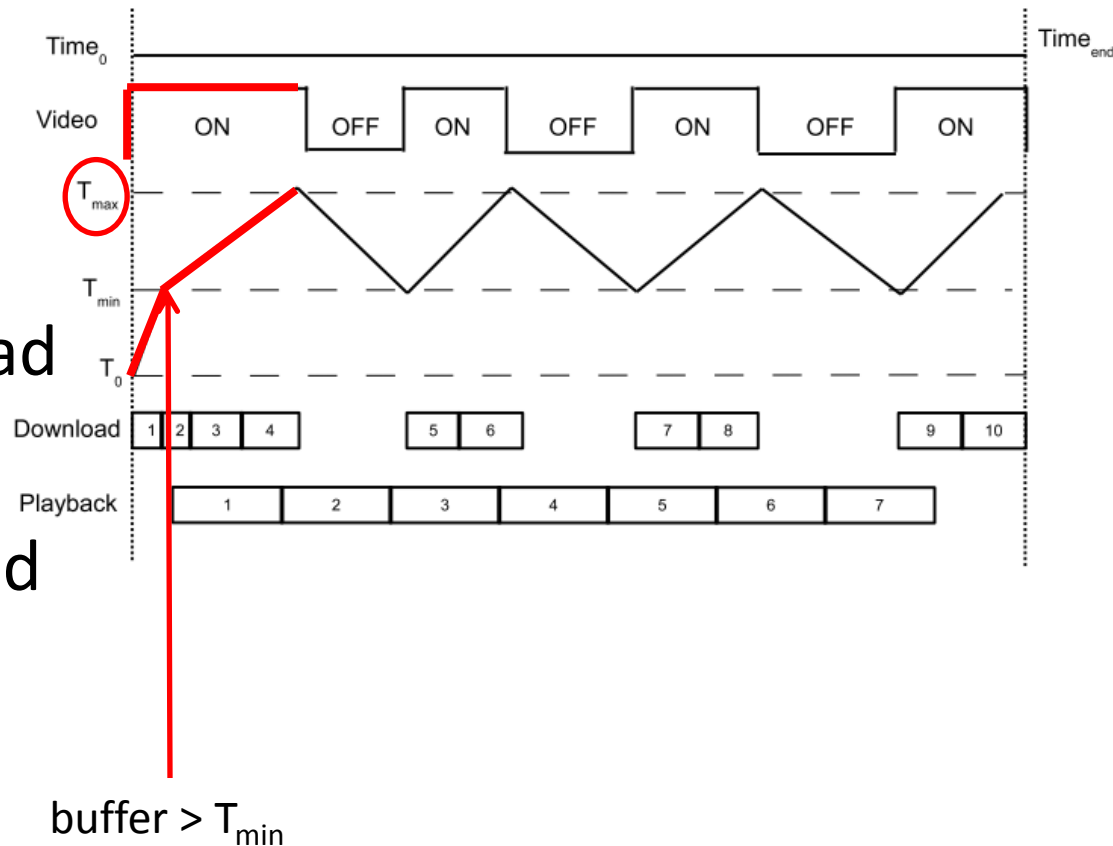 Time0 Timeend
Video ON OFF ON OFF ON OFF ON
Tmax
Tmin
ad
T0
Download 1 2 3 4 5 6 7 8 9 10
Playback 1 2 3 4 5 6 7
d
buffer > Tmin